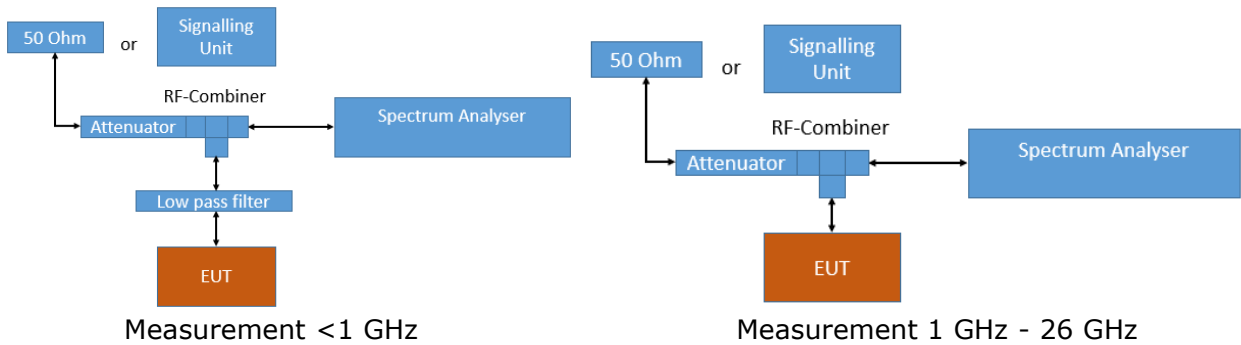 50 Ohm
or
Signalling
Unit
RF-Combiner
Attenuator
Spectrum Analyser
Low pass filter
EUT
Measurement <1 GHz
50 Ohm
or
Signalling
Unit
RF-Combiner
Attenuator
Spectrum Analyser
EUT
Measurement 1 GHz - 26 GHz